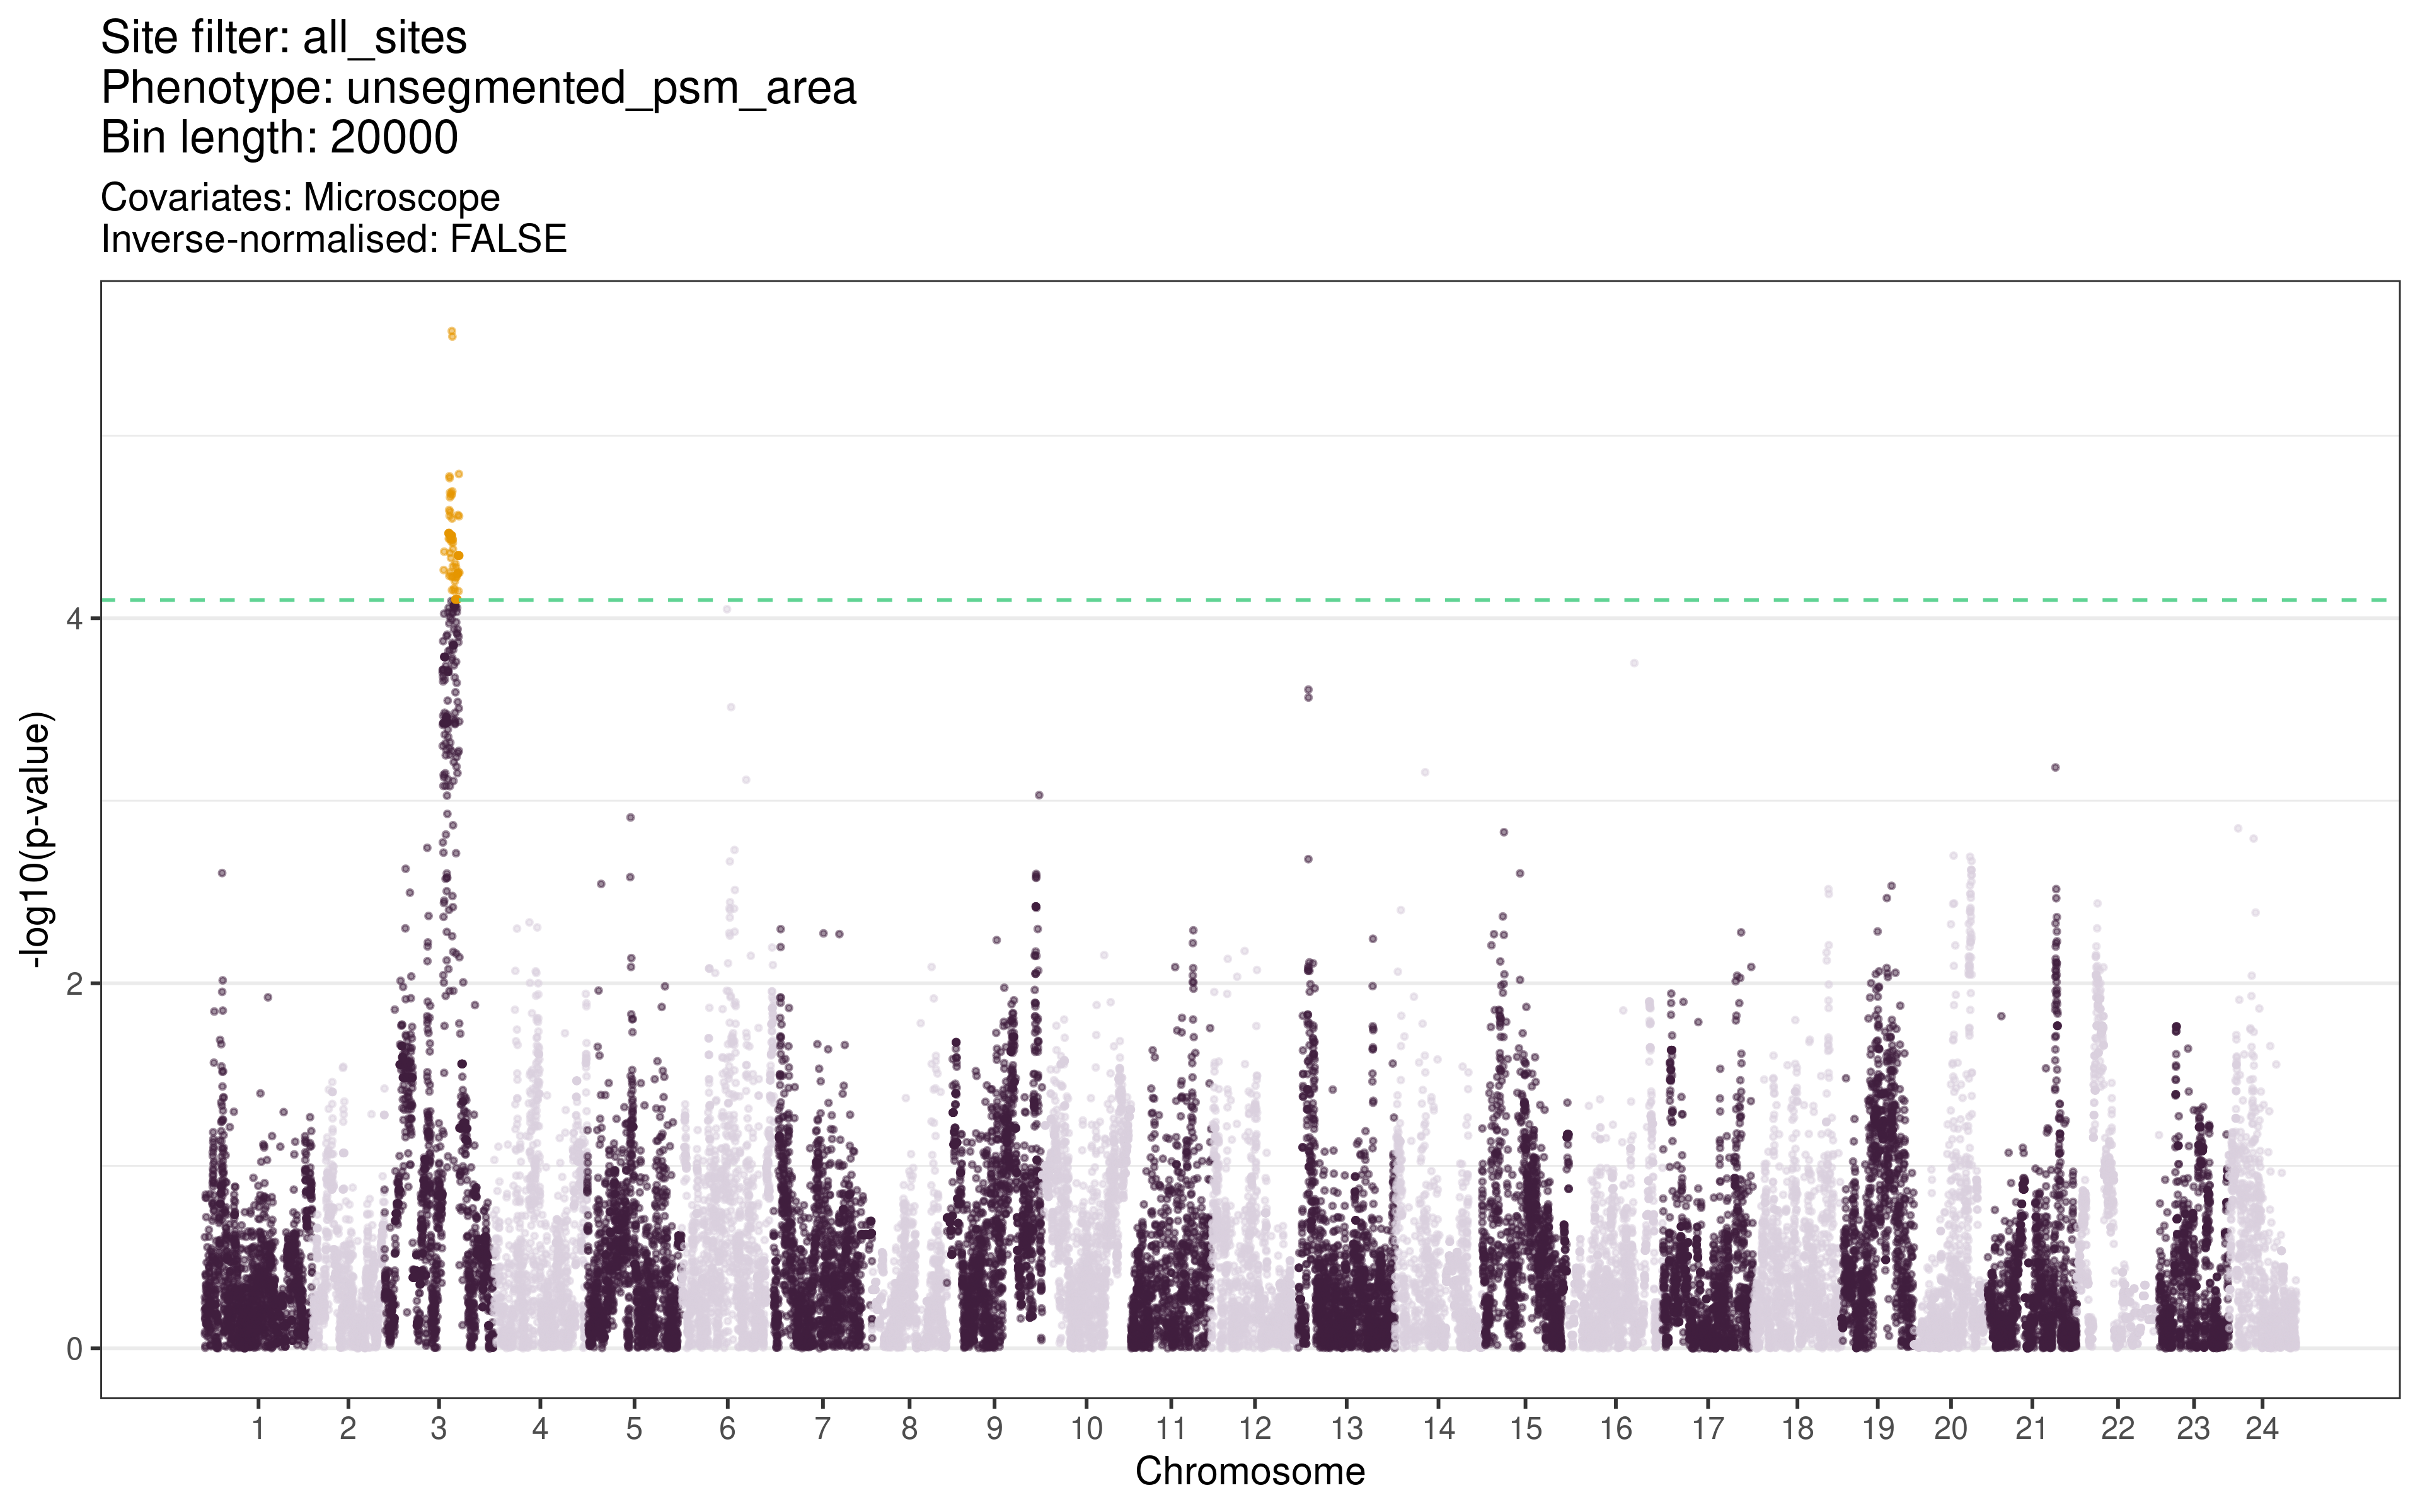 Site filter: all_sites
Phenotype: unsegmented_psm_area
Bin length: 20000
Covariates: Microscope
Inverse-normalised: FALSE
-log10(p-value)
4
2
0
1 2 3 4 5 6 7 8 9 10 11 12 13 14 15 16 17 18 19 20 21 22 23 24
Chromosome